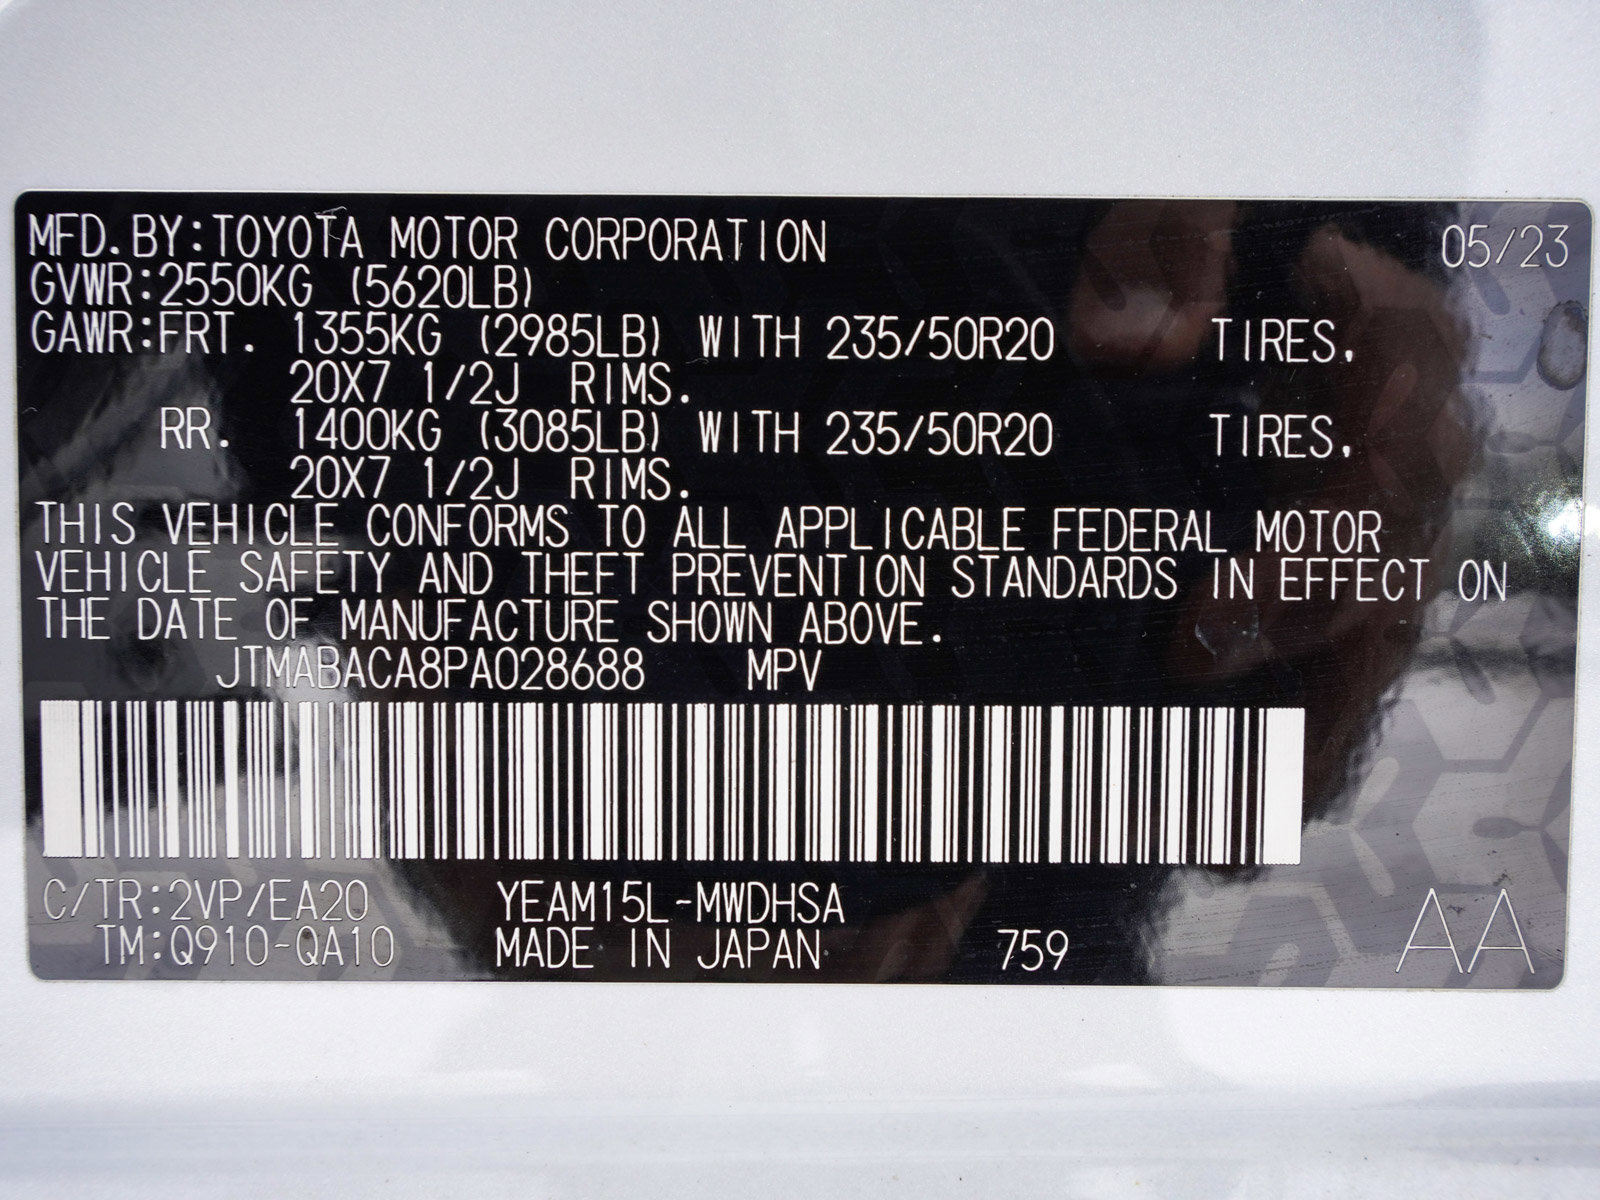 MFD.BY:TOYOTA MOTOR CORPORATION 05/23
GVWR:2550KG (5620LB)
GAWR:FRT. 1355KG (2985LB) WITH 235/50R20 TIRES,
20X7 1/2J RIMS.
RR. 1400KG (3085LB) WITH 235/50R20 TIRES,
20X7 1/2J RIMS.
THIS VEHICLE CONFORMS TO ALL APPLICABLE FEDERAL MOTOR
VEHICLE SAFETY AND THEFT PREVENTION STANDARDS IN EFFECT ON
THE DATE OF MANUFACTURE SHOWN ABOVE.
JTMABACA8PA028688 MPV
C/TR:2VP/EA20 YEAM15L-MWDHSA
TM:Q910-QA10 MADE IN JAPAN 759 AA